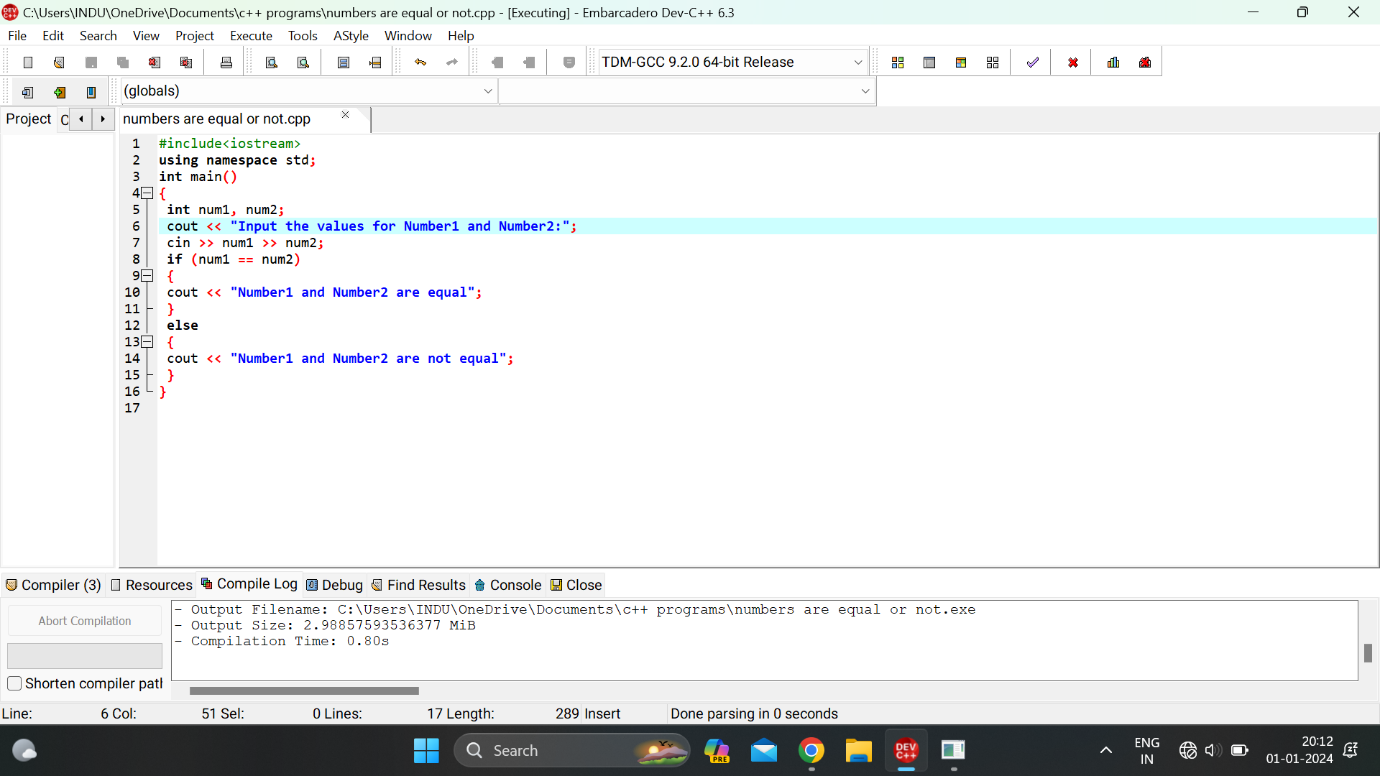 C:\Users\INDU\OneDrive\Documents\c++ programs\numbers are equal or not.cpp - [Executing] - Embarcadero Dev-C++ 6.3
File Edit Search View Project Execute Tools AStyle Window Help
TDM-GCC 9.2.0 64-bit Release
(globals)
Project C numbers are equal or not.cpp
1 #include<iostream>
2 using namespace std;
3 int main()
4 {
5 int num1, num2;
6 cout << "Input the values for Number1 and Number2:";
7 cin >> num1 >> num2;
8 if (num1 == num2)
9 {
10 cout << "Number1 and Number2 are equal";
11 }
12 else
13 {
14 cout << "Number1 and Number2 are not equal";
15 }
16 }
17
Compiler (3) Resources Compile Log Debug Find Results Console Close
Abort Compilation
- Output Filename: C:\Users\INDU\OneDrive\Documents\c++ programs\numbers are equal or not.exe
- Output Size: 2.98857593536377 MiB
- Compilation Time: 0.80s
Shorten compiler patl
Line: 6 Col: 51 Sel: 0 Lines: 17 Length: 289 Insert Done parsing in 0 seconds
Search
PRE
DEV C++
ENG
IN
20:12
01-01-2024